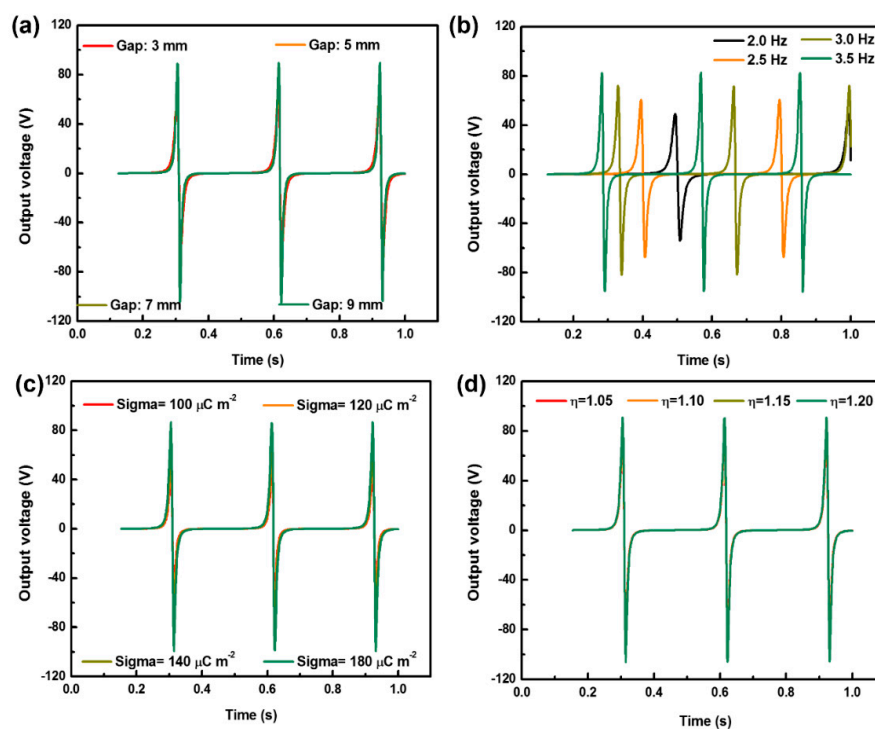 (a)
120
80
40
0
-40
-80
-120
Output voltage (V)
Gap: 3 mm Gap: 5 mm
Gap: 7 mm Gap: 9 mm
0.0 0.2 0.4 0.6 0.8 1.0
Time (s)
(b)
120
80
40
0
-40
-80
-120
Output voltage (V)
2.0 Hz 3.0 Hz
2.5 Hz 3.5 Hz
0.2 0.4 0.6 0.8 1.0
Time (s)
(c)
120
80
40
0
-40
-80
-120
Output voltage (V)
Sigma= 100 μC m⁻² Sigma= 120 μC m⁻²
Sigma= 140 μC m⁻² Sigma= 180 μC m⁻²
0.0 0.2 0.4 0.6 0.8 1.0
Time (s)
(d)
120
80
40
0
-40
-80
-120
Output voltage (V)
η=1.05 η=1.10 η=1.15 η=1.20
0.0 0.2 0.4 0.6 0.8 1.0
Time (s)